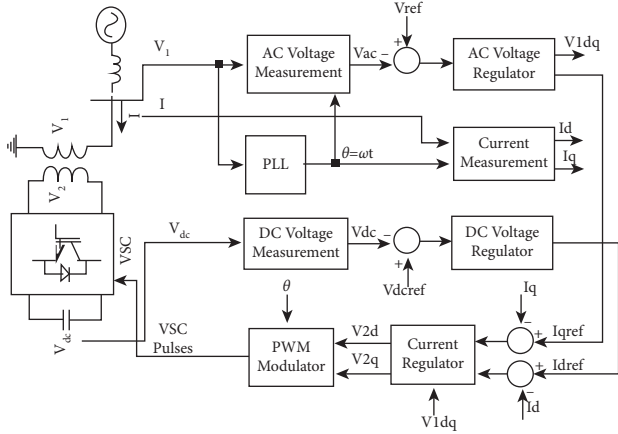 Vref
V1
AC Voltage
Measurement
Vac
−
+
AC Voltage
Regulator
V1dq
I
I
V1
PLL
θ=ωt
Current
Measurement
Id
Iq
V2
VSC
Vdc
DC Voltage
Measurement
Vdc
−
+
Vdcref
DC Voltage
Regulator
θ
Iq
−
+
Iqref
Vdc
VSC
Pulses
PWM
Modulator
V2d
V2q
Current
Regulator
+
Idref
−
Id
V1dq